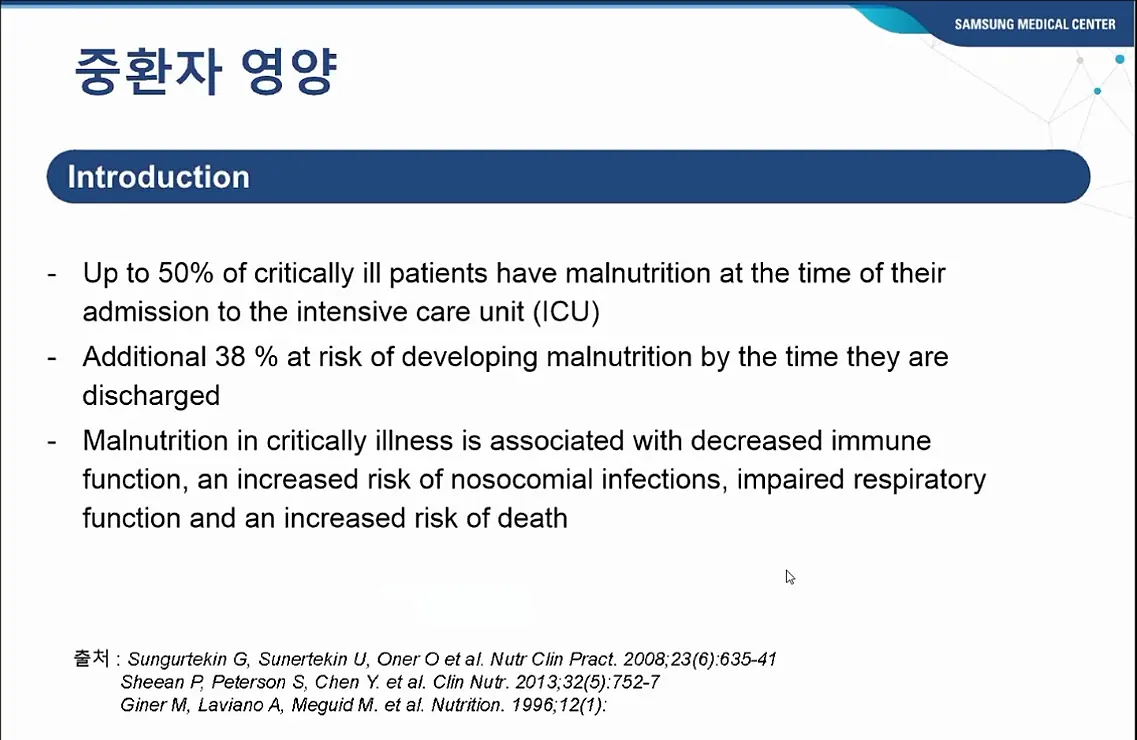 SAMSUNG MEDICAL CENTER
중환자 영양
Introduction
- Up to 50% of critically ill patients have malnutrition at the time of their
admission to the intensive care unit (ICU)
- Additional 38 % at risk of developing malnutrition by the time they are
discharged
- Malnutrition in critically illness is associated with decreased immune
function, an increased risk of nosocomial infections, impaired respiratory
function and an increased risk of death
출처 : Sungurtekin G, Sunertekin U, Oner O et al. Nutr Clin Pract. 2008;23(6):635-41
Sheean P, Peterson S, Chen Y. et al. Clin Nutr. 2013;32(5):752-7
Giner M, Laviano A, Meguid M. et al. Nutrition. 1996;12(1):